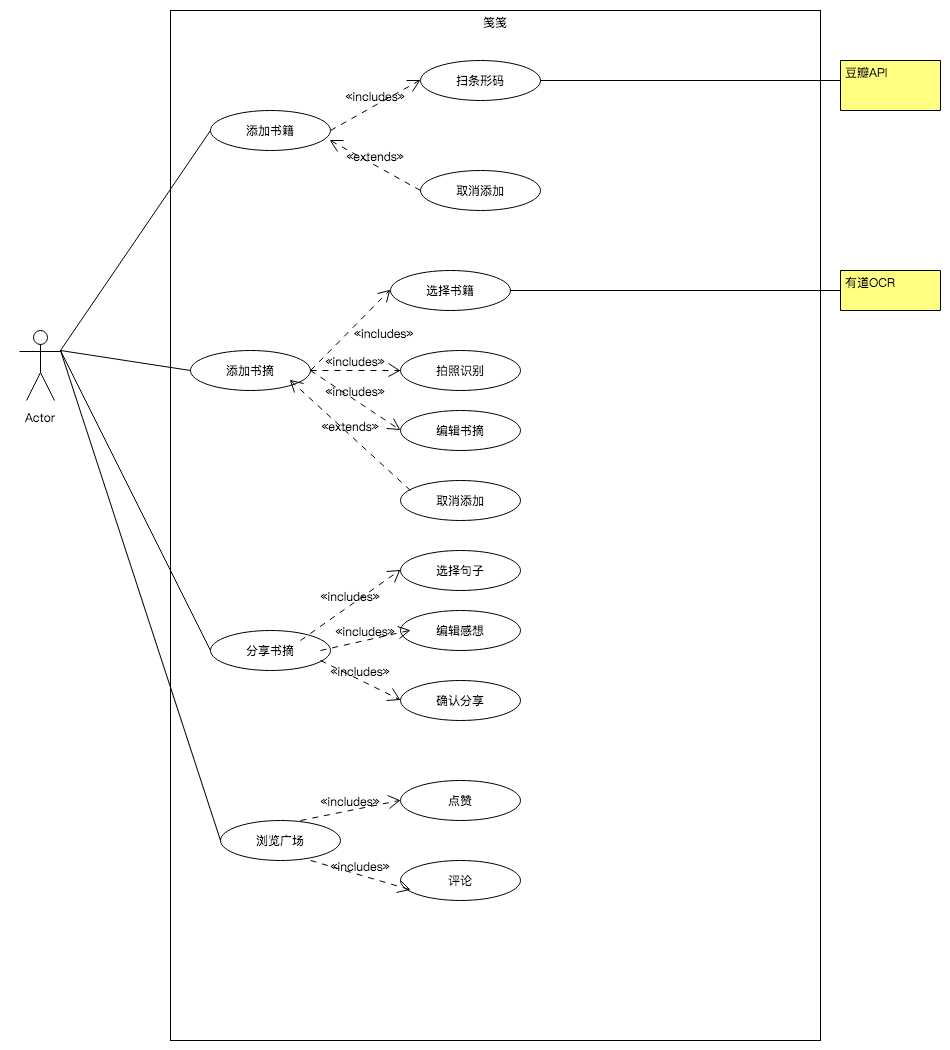 笺笺
豆瓣API
扫条形码
«includes»
添加书籍
«extends»
取消添加
选择书籍
有道OCR
«includes»
«includes»
添加书摘
拍照识别
«includes»
Actor
«extends»
编辑书摘
取消添加
选择句子
«includes»
«includes»
编辑感想
分享书摘
«includes»
确认分享
«includes»
点赞
浏览广场
«includes»
评论